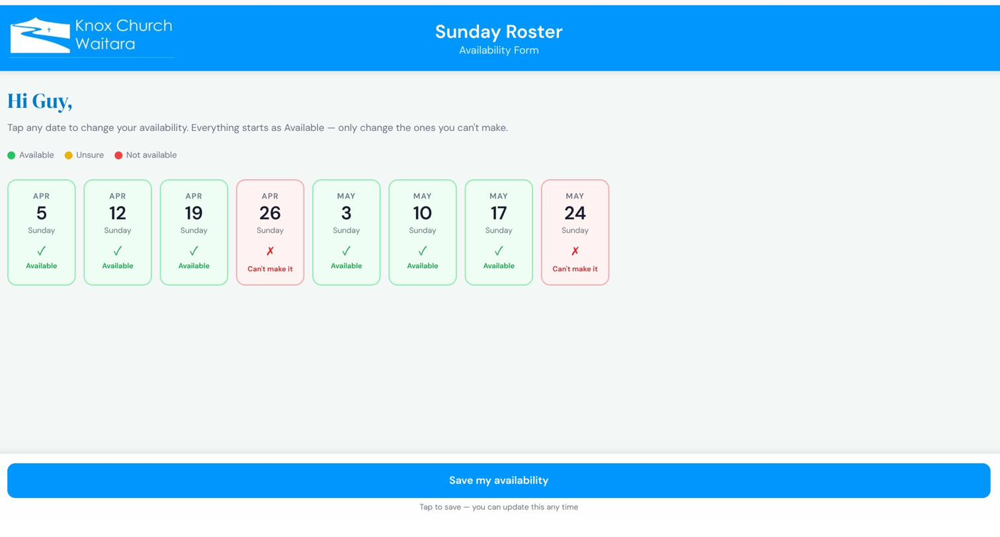 Knox Church
Waitara
Sunday Roster
Availability Form
Hi Guy,
Tap any date to change your availability. Everything starts as Available — only change the ones you can't make.
Available Unsure Not available
APR APR APR APR MAY MAY MAY MAY
5 12 19 26 3 10 17 24
Sunday Sunday Sunday Sunday Sunday Sunday Sunday Sunday
✓ ✓ ✓ ✗ ✓ ✓ ✓ ✗
Available Available Available Can't make it Available Available Available Can't make it
Save my availability
Tap to save — you can update this any time